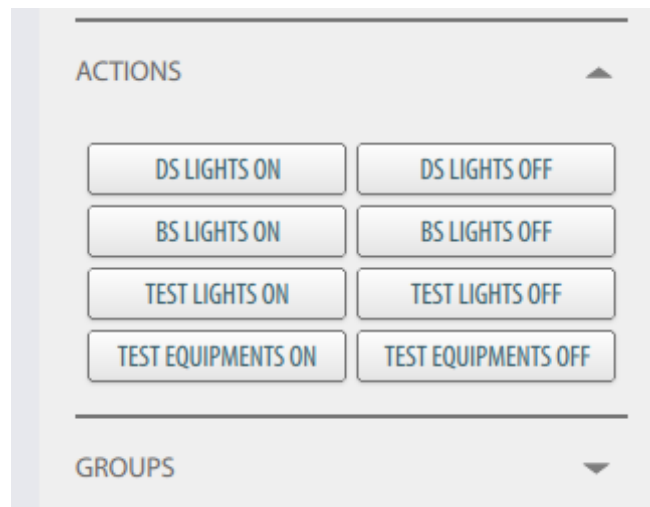 ACTIONS
DS LIGHTS ON DS LIGHTS OFF
BS LIGHTS ON BS LIGHTS OFF
TEST LIGHTS ON TEST LIGHTS OFF
TEST EQUIPMENTS ON TEST EQUIPMENTS OFF
GROUPS